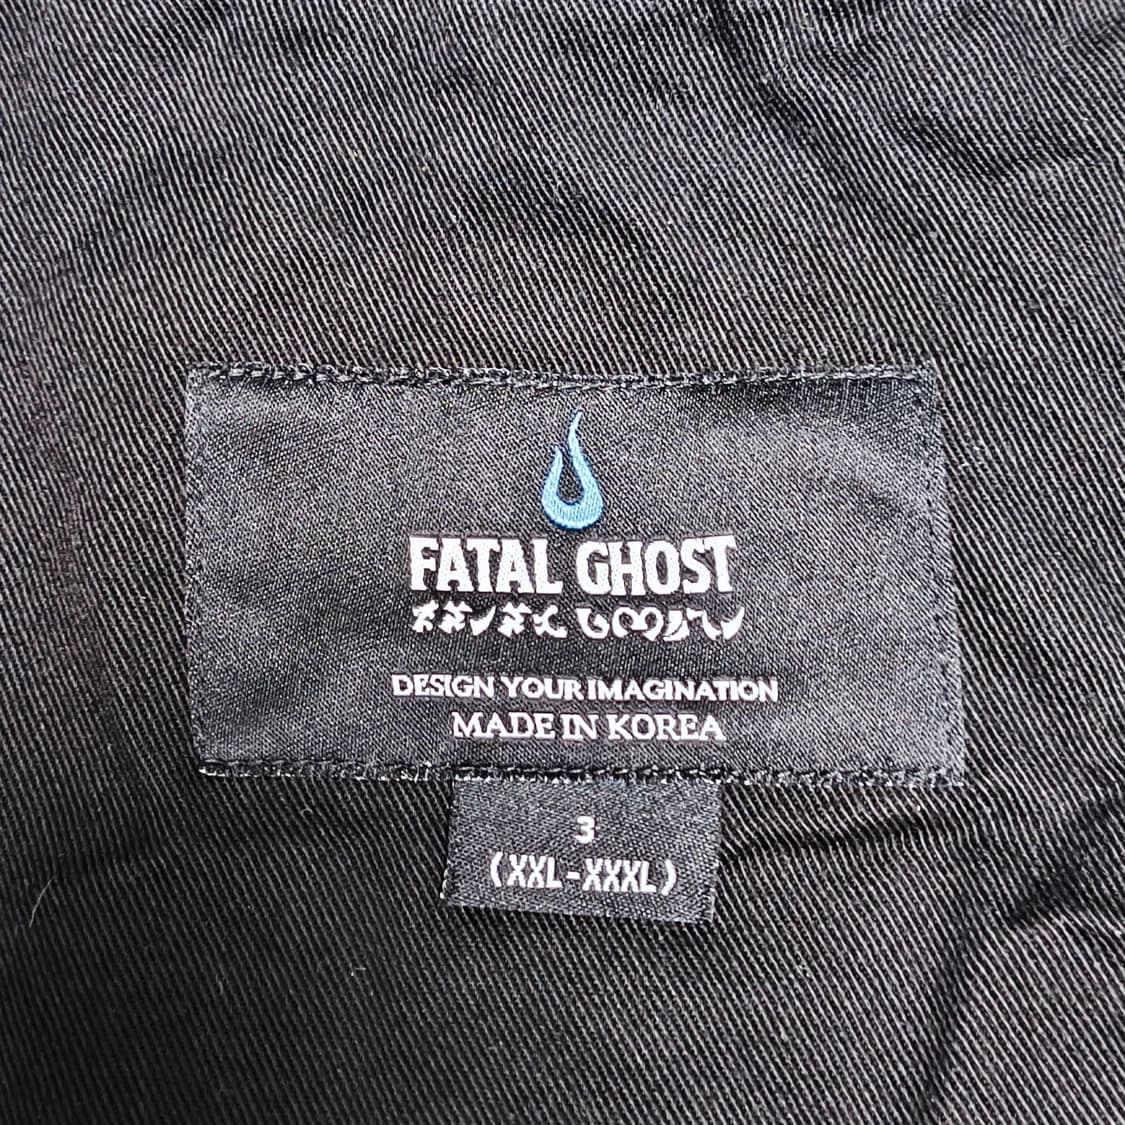 FATAL GHOST
DESIGN YOUR IMAGINATION
MADE IN KOREA
3
(XXL-XXXL)